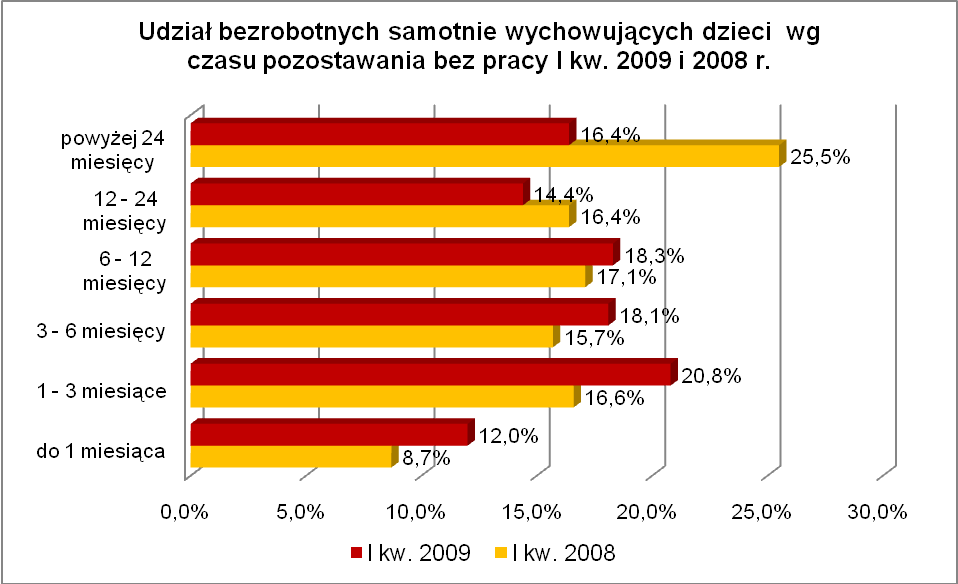 Udział bezrobotnych samotnie wychowujących dzieci wg
czasu pozostawania bez pracy I kw. 2009 i 2008 r.
powyżej 24
miesięcy
16,4%
25,5%
12 - 24
miesięcy
14,4%
16,4%
6 - 12
miesięcy
18,3%
17,1%
3 - 6 miesięcy
18,1%
15,7%
1 - 3 miesiące
20,8%
16,6%
do 1 miesiąca
12,0%
8,7%
0,0% 5,0% 10,0% 15,0% 20,0% 25,0% 30,0%
I kw. 2009 I kw. 2008